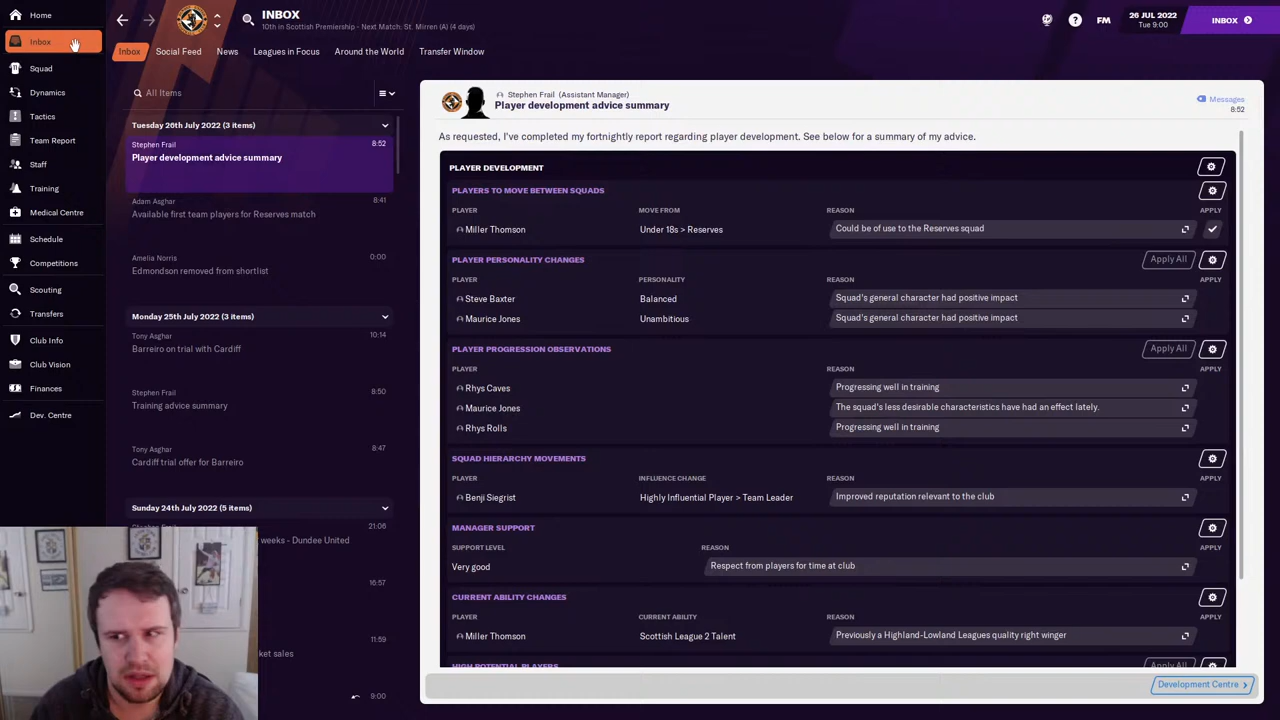 Home
Inbox
Squad
Dynamics
Tactics
Team Report
Staff
Training
Medical Centre
Schedule
Competitions
Scouting
Transfers
Club Info
Club Vision
Finances
Dev. Centre
INBOX
10th in Scottish Premiership - Next Match: St. Mirren (A) (4 days)
FM
26 JUL 2022
Tue 9:00
INBOX
Inbox
Social Feed
News
Leagues in Focus
Around the World
Transfer Window
All Items
Tuesday 26th July 2022 (3 items)
Stephen Frail 8:52
Player development advice summary
Adam Asghar 8:41
Available first team players for Reserves match
Amelia Norris 0:00
Edmondson removed from shortlist
Monday 25th July 2022 (3 items)
Tony Asghar 10:14
Barreiro on trial with Cardiff
Stephen Frail 8:50
Training advice summary
Tony Asghar 8:47
Cardiff trial offer for Barreiro
Sunday 24th July 2022 (5 items)
21:06
weeks - Dundee United
16:57
11:59
ket sales
9:00
Stephen Frail (Assistant Manager)
Player development advice summary
Messages
8:52
As requested, I've completed my fortnightly report regarding player development. See below for a summary of my advice.
PLAYER DEVELOPMENT
PLAYERS TO MOVE BETWEEN SQUADS
PLAYER MOVE FROM REASON APPLY
Miller Thomson Under 18s > Reserves Could be of use to the Reserves squad
PLAYER PERSONALITY CHANGES Apply All
PLAYER PERSONALITY REASON APPLY
Steve Baxter Balanced Squad's general character had positive impact
Maurice Jones Unambitious Squad's general character had positive impact
PLAYER PROGRESSION OBSERVATIONS Apply All
PLAYER REASON APPLY
Rhys Caves Progressing well in training
Maurice Jones The squad's less desirable characteristics have had an effect lately.
Rhys Rolls Progressing well in training
SQUAD HIERARCHY MOVEMENTS
PLAYER INFLUENCE CHANGE REASON APPLY
Benji Siegrist Highly Influential Player > Team Leader Improved reputation relevant to the club
MANAGER SUPPORT
SUPPORT LEVEL REASON APPLY
Very good Respect from players for time at club
CURRENT ABILITY CHANGES
PLAYER CURRENT ABILITY REASON APPLY
Miller Thomson Scottish League 2 Talent Previously a Highland-Lowland Leagues quality right winger
HIGH POTENTIAL PLAYERS Apply All
Development Centre